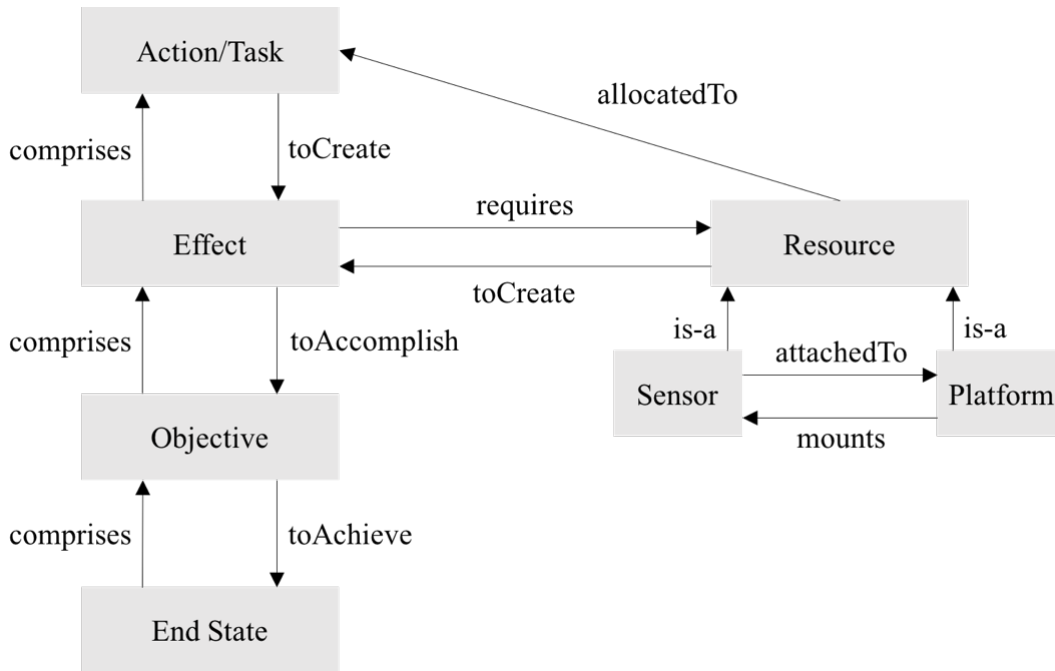 Action/Task
allocatedTo
comprises
toCreate
requires
Effect
Resource
toCreate
comprises
toAccomplish
is-a
is-a
attachedTo
Sensor
Platform
mounts
Objective
comprises
toAchieve
End State